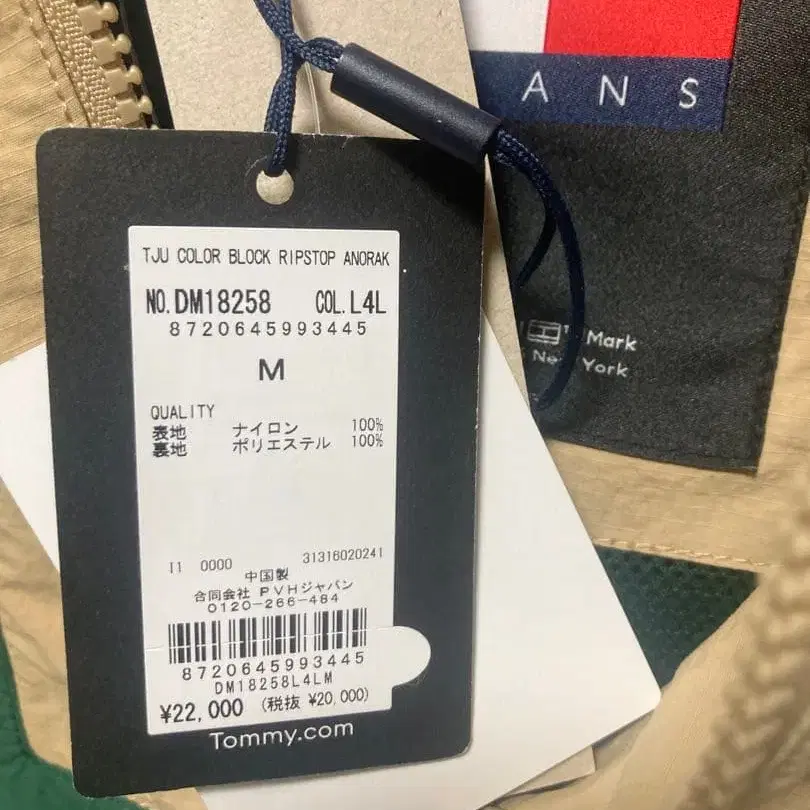 ANS
Mark
New York
TJU COLOR BLOCK RIPSTOP ANORAK
NO.DM18258 COL.L4L
8720645993445
M
QUALITY
表地 ナイロン 100%
裏地 ポリエステル 100%
11 0000 31316020241
中国製
合同会社 PVHジャパン
0120-266-484
8720645993445
DM18258L4LM
¥22,000 (税抜 ¥20,000)
Tommy.com